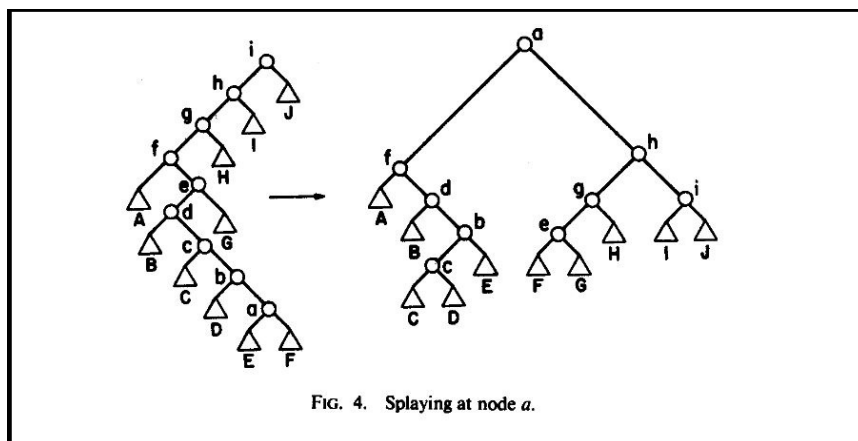 i
h
J
g
I
f
H
e
A
d
G
B
c
C
b
D
a
E F
a
h
f
g i
d
A
e
b
B
H I J
c
F G
E
C D
FIG. 4. Splaying at node a.